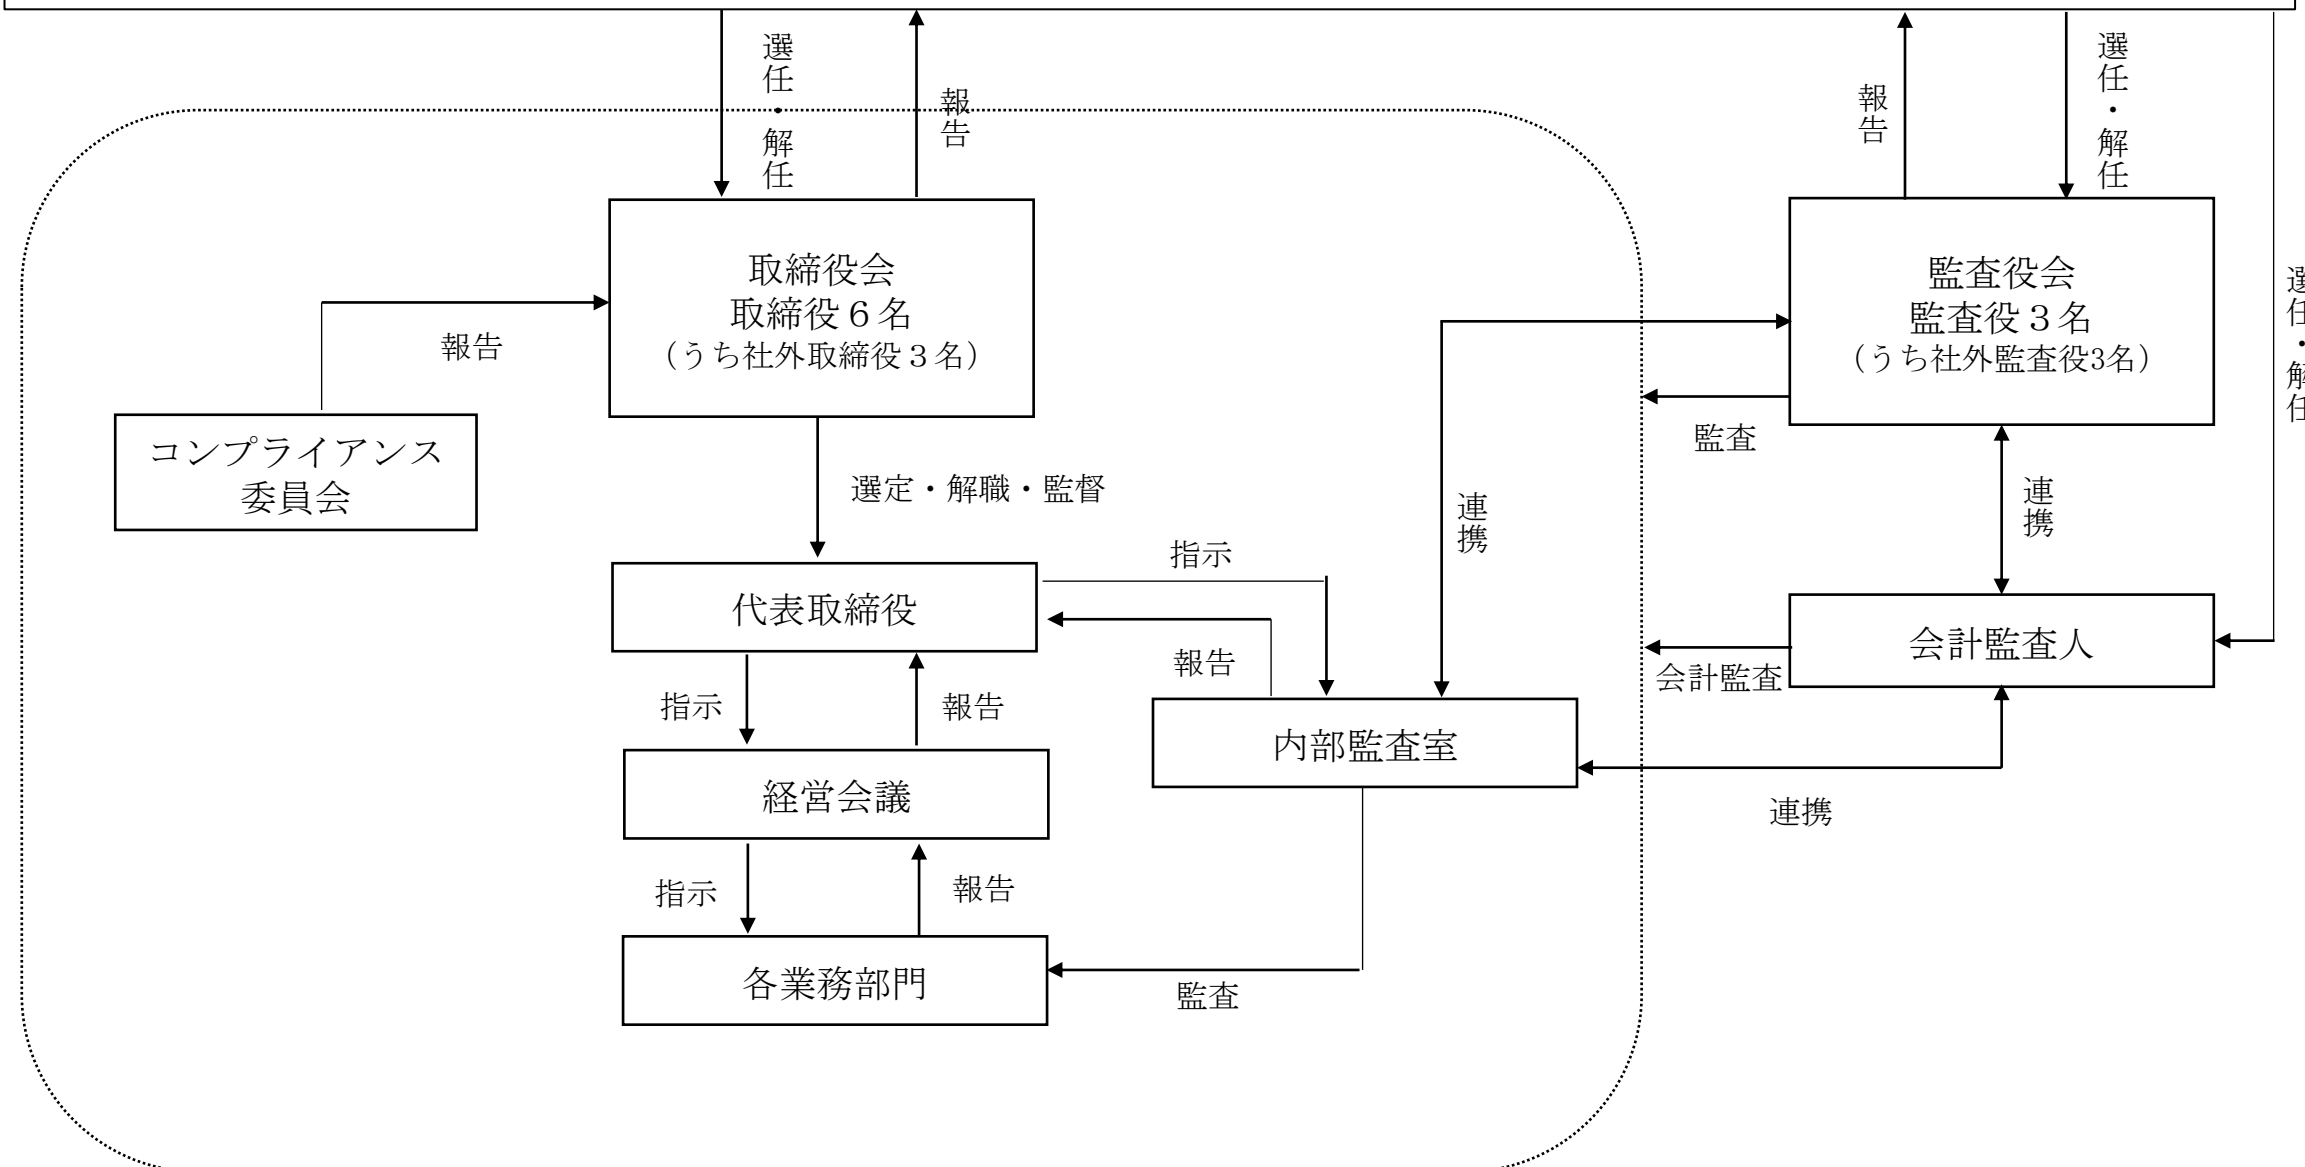 選任・解任
報告
報告
選任・解任
取締役会
取締役６名
（うち社外取締役３名）
監査役会
監査役３名
（うち社外監査役3名）
選任・解任
報告
監査
コンプライアンス
委員会
選定・解職・監督
連携
連携
指示
代表取締役
会計監査人
報告
会計監査
指示
報告
内部監査室
経営会議
連携
指示
報告
各業務部門
監査